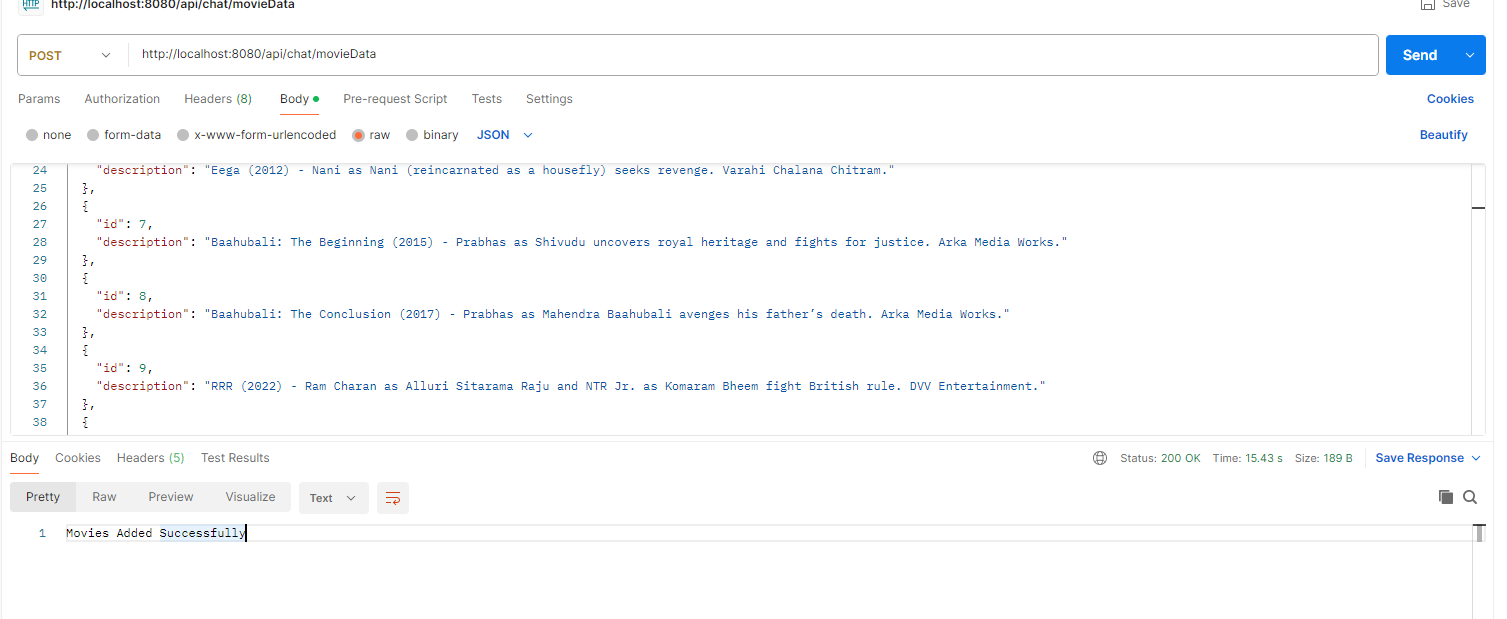 HTTP http://localhost:8080/api/chat/movieData Save
POST http://localhost:8080/api/chat/movieData Send
Params Authorization Headers (8) Body Pre-request Script Tests Settings Cookies
none form-data x-www-form-urlencoded raw binary JSON Beautify
24 "description": "Eega (2012) - Nani as Nani (reincarnated as a housefly) seeks revenge. Varahi Chalana Chitram."
25 },
26 {
27 "id": 7,
28 "description": "Baahubali: The Beginning (2015) - Prabhas as Shivudu uncovers royal heritage and fights for justice. Arka Media Works."
29 },
30 {
31 "id": 8,
32 "description": "Baahubali: The Conclusion (2017) - Prabhas as Mahendra Baahubali avenges his father’s death. Arka Media Works."
33 },
34 {
35 "id": 9,
36 "description": "RRR (2022) - Ram Charan as Alluri Sitarama Raju and NTR Jr. as Komaram Bheem fight British rule. DVV Entertainment."
37 },
38 {
Body Cookies Headers (5) Test Results Status: 200 OK Time: 15.43 s Size: 189 B Save Response
Pretty Raw Preview Visualize Text
1 Movies Added Successfully